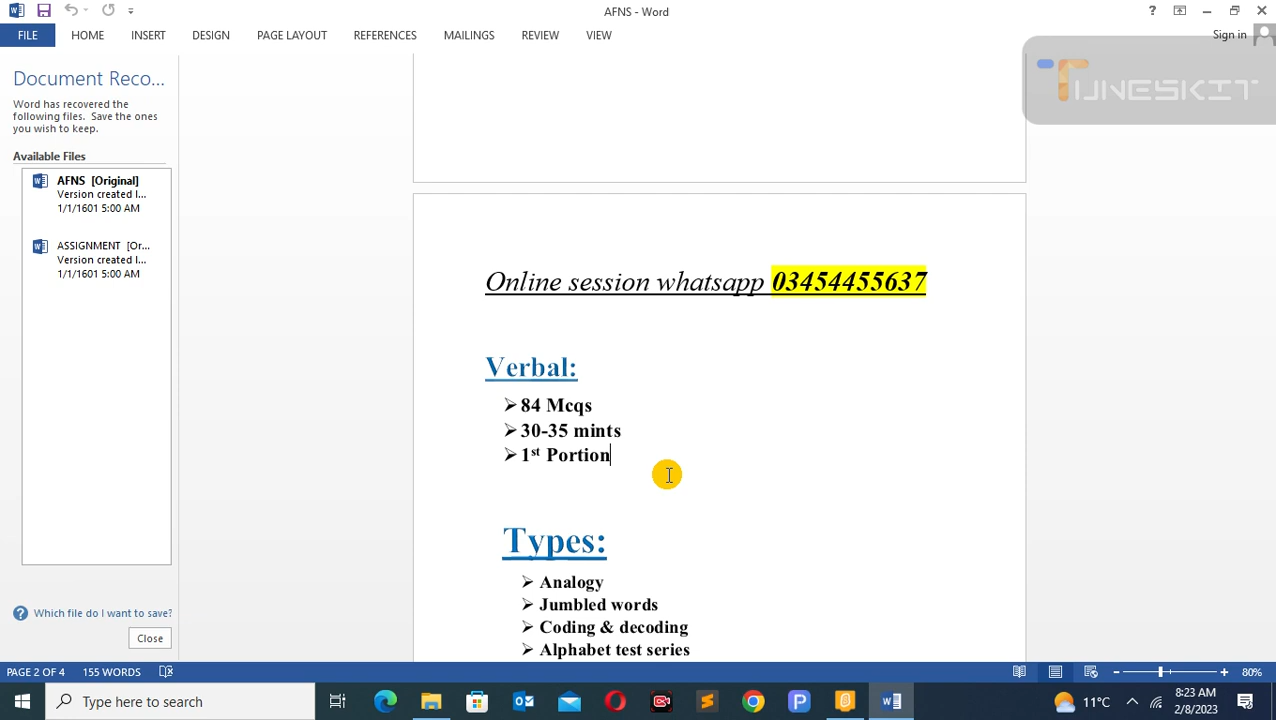 AFNS - Word
FILE HOME INSERT DESIGN PAGE LAYOUT REFERENCES MAILINGS REVIEW VIEW Sign in
TUNESKIT
Document Reco...
Word has recovered the
following files. Save the ones
you wish to keep.
Available Files
AFNS [Original]
Version created l...
1/1/1601 5:00 AM
ASSIGNMENT [Or...
Version created l...
1/1/1601 5:00 AM
Which file do I want to save?
Close
Online session whatsapp 03454455637
Verbal:
84 Mcqs
30-35 mints
1st Portion
Types:
Analogy
Jumbled words
Coding & decoding
Alphabet test series
PAGE 2 OF 4 155 WORDS 80%
Type here to search
11°C
8:23 AM
2/8/2023